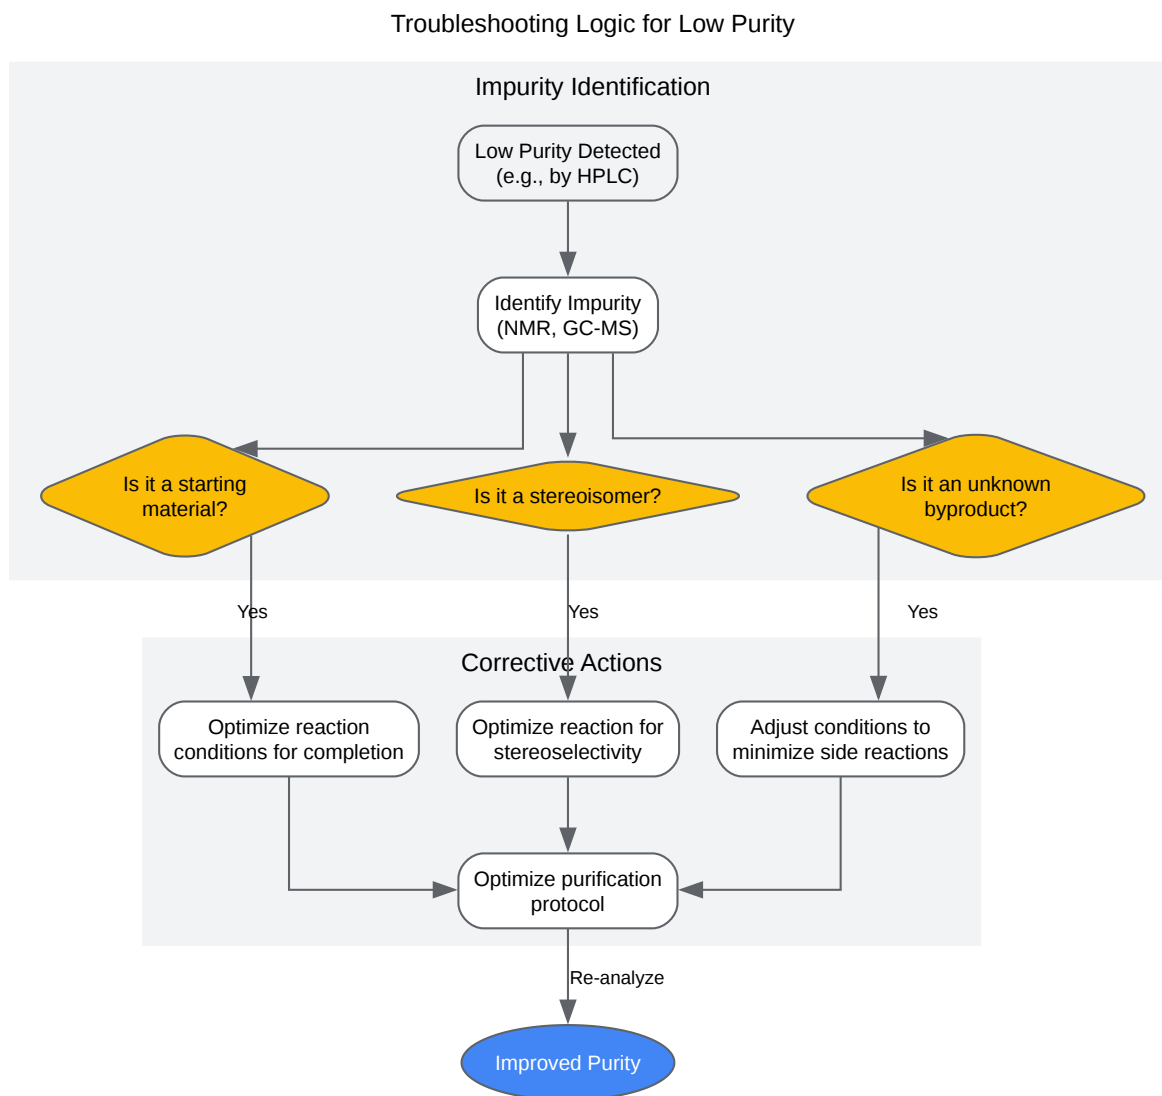 Troubleshooting Logic for Low Purity
Impurity Identification
Low Purity Detected
(e.g., by HPLC)
Identify Impurity
(NMR, GC-MS)
Is it a starting
material?
Is it a stereoisomer?
Is it an unknown
byproduct?
Yes
Yes
Yes
Corrective Actions
Optimize reaction
conditions for completion
Optimize reaction for
stereoselectivity
Adjust conditions to
minimize side reactions
Optimize purification
protocol
Re-analyze
Improved Purity